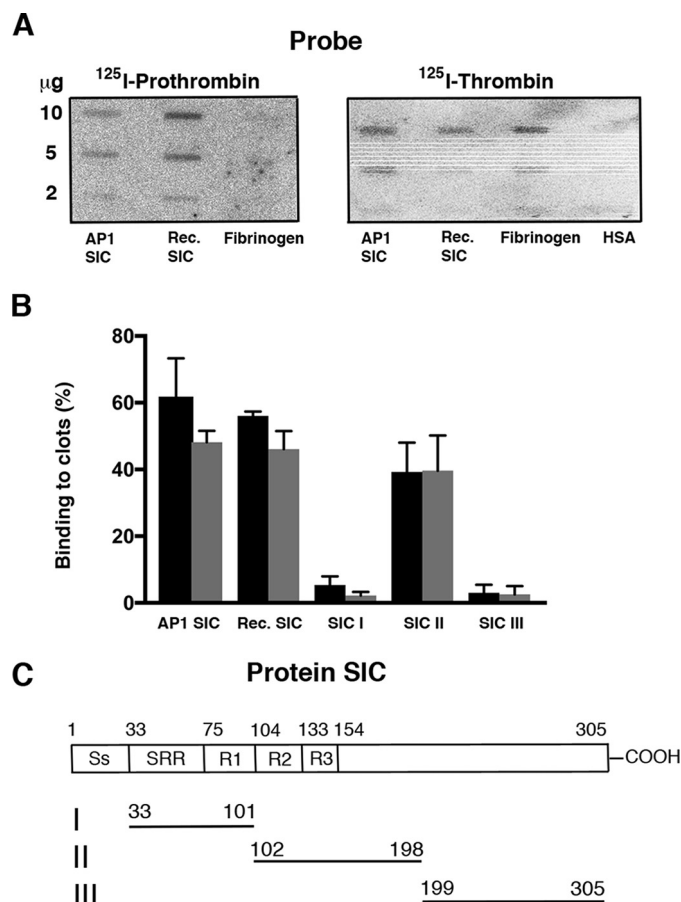 A
Probe
μg
¹²⁵I-Prothrombin
¹²⁵I-Thrombin
10
5
2
AP1 SIC
Rec. SIC
Fibrinogen
AP1 SIC
Rec. SIC
Fibrinogen
HSA
B
Binding to clots (%)
80
60
40
20
0
AP1 SIC
Rec. SIC
SIC I
SIC II
SIC III
C
Protein SIC
1 33 75 104 133 154 305
Ss SRR R1 R2 R3 COOH
I 33 101
II 102 198
III 199 305